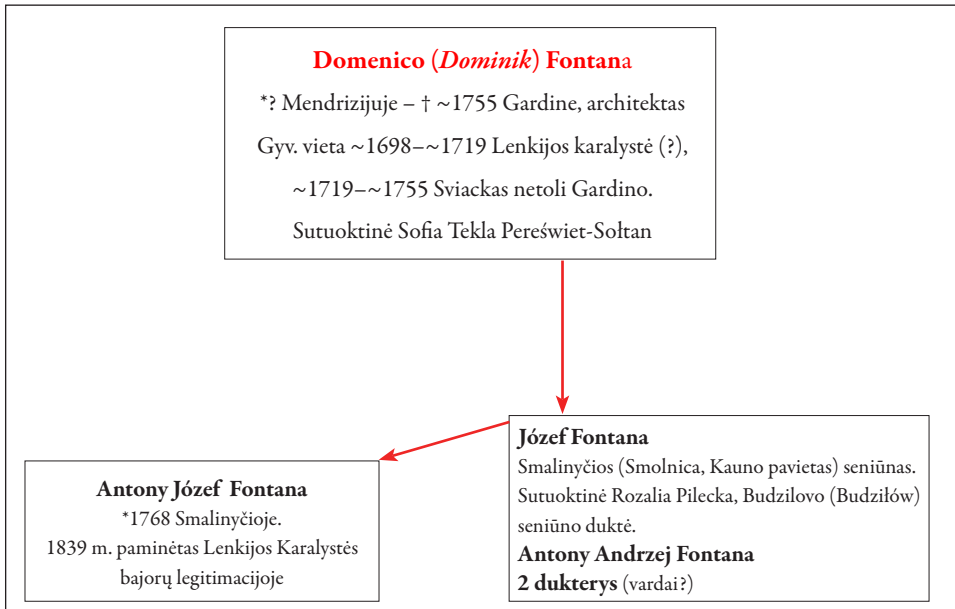 Domenico (Dominik) Fontana
*? Mendrizijuje – † ~1755 Gardine, architektas
Gyv. vieta ~1698–~1719 Lenkijos karalystė (?),
~1719–~1755 Sviackas netoli Gardino.
Sutuoktinė Sofia Tekla Pereświet-Sołtan
Antony Józef Fontana
*1768 Smalinyčioje.
1839 m. paminėtas Lenkijos Karalystės
bajorų legitimacijoje
Józef Fontana
Smalinyčios (Smolnica, Kauno pavietas) seniūnas.
Sutuoktinė Rozalia Pilecka, Budzilovo (Budziłów)
seniūno duktė.
Antony Andrzej Fontana
2 dukterys (vardai?)